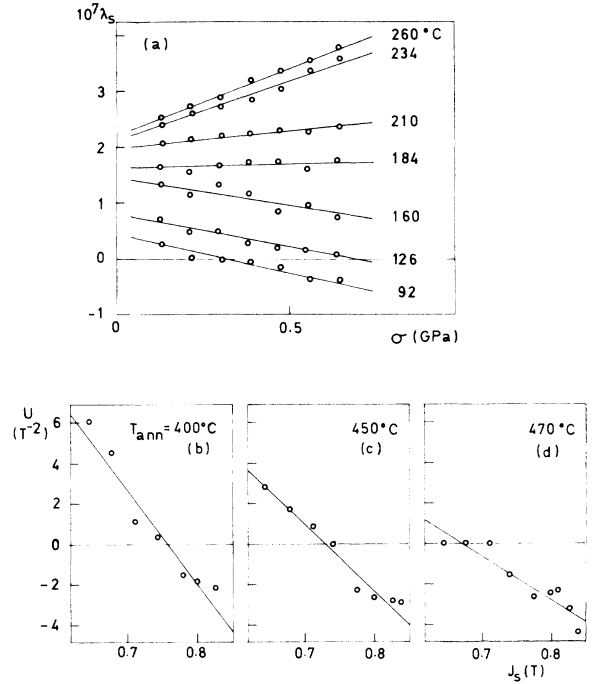 10⁷λₛ
(a)
260°C
234
3
210
2
184
1
160
0
126
92
-1
0
0.5
σ (GPa)
U
(T⁻²)
6
4
2
0
-2
-4
Tₐₙₙ=400°C
(b)
450°C
(c)
470°C
(d)
0.7
0.8
0.7
0.8
0.7
0.8
Jₛ(T)